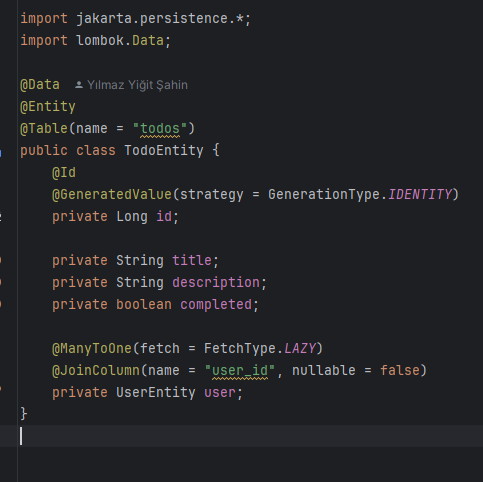 import jakarta.persistence.*;
import lombok.Data;
@Data Yılmaz Yiğit Şahin
@Entity
@Table(name = "todos")
public class TodoEntity {
@Id
@GeneratedValue(strategy = GenerationType.IDENTITY)
private Long id;
private String title;
private String description;
private boolean completed;
@ManyToOne(fetch = FetchType.LAZY)
@JoinColumn(name = "user_id", nullable = false)
private UserEntity user;
}